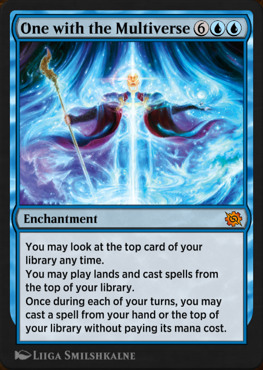 One with the Multiverse 6
Enchantment
You may look at the top card of your
library any time.
You may play lands and cast spells from
the top of your library.
Once during each of your turns, you may
cast a spell from your hand or the top of
your library without paying its mana cost.
Liiga Smilshkalne